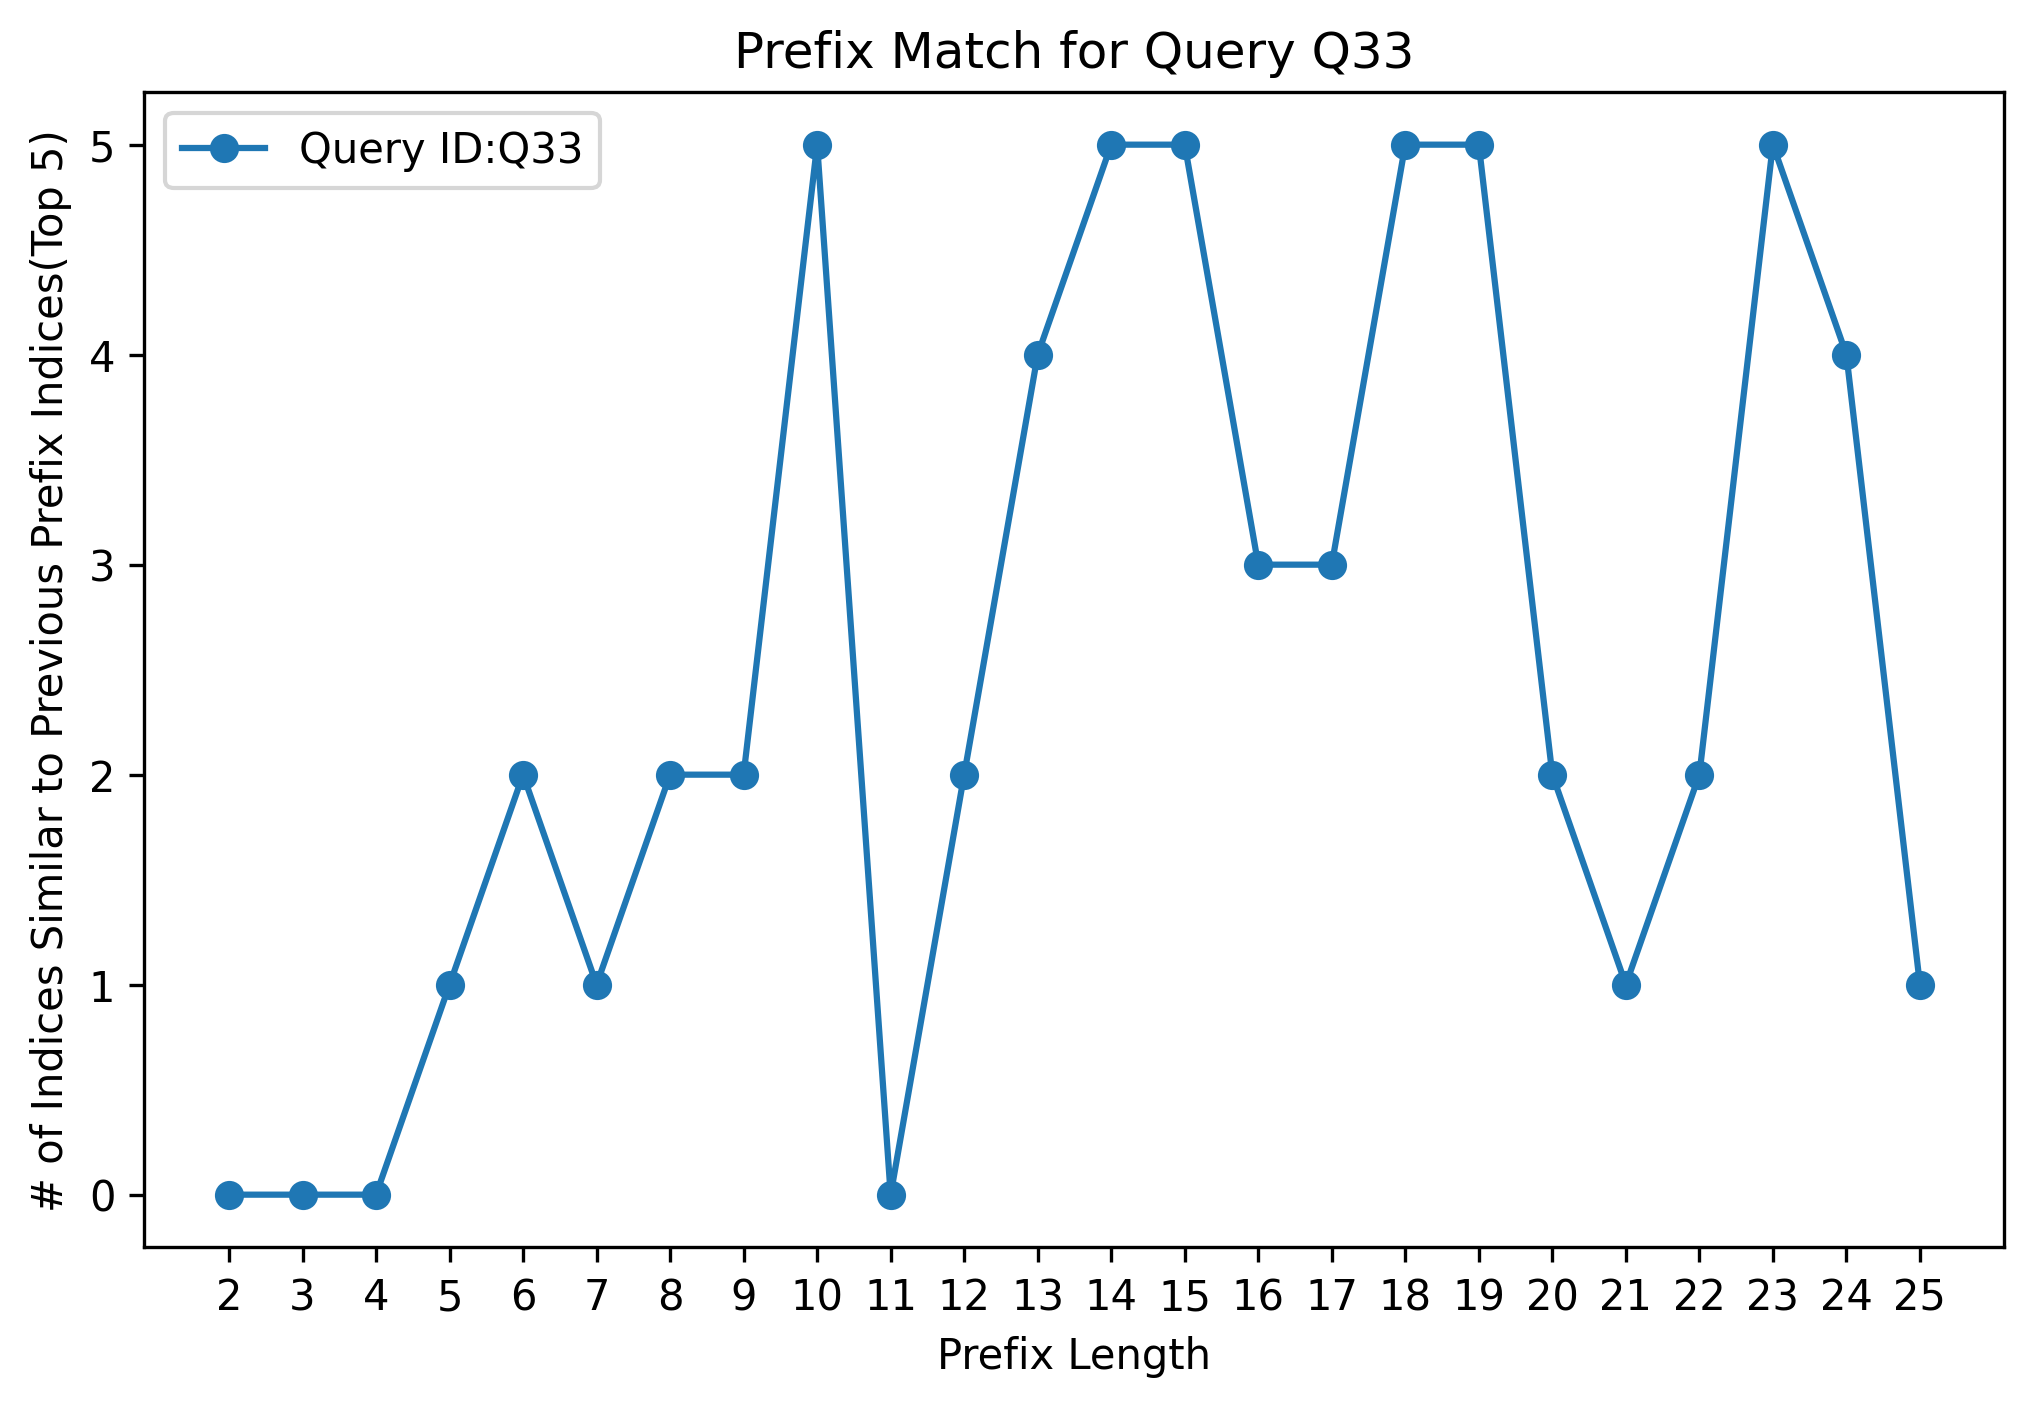 Prefix Match for Query Q33
Query ID:Q33
# of Indices Similar to Previous Prefix Indices(Top 5)
5
4
3
2
1
0
2 3 4 5 6 7 8 9 10 11 12 13 14 15 16 17 18 19 20 21 22 23 24 25
Prefix Length